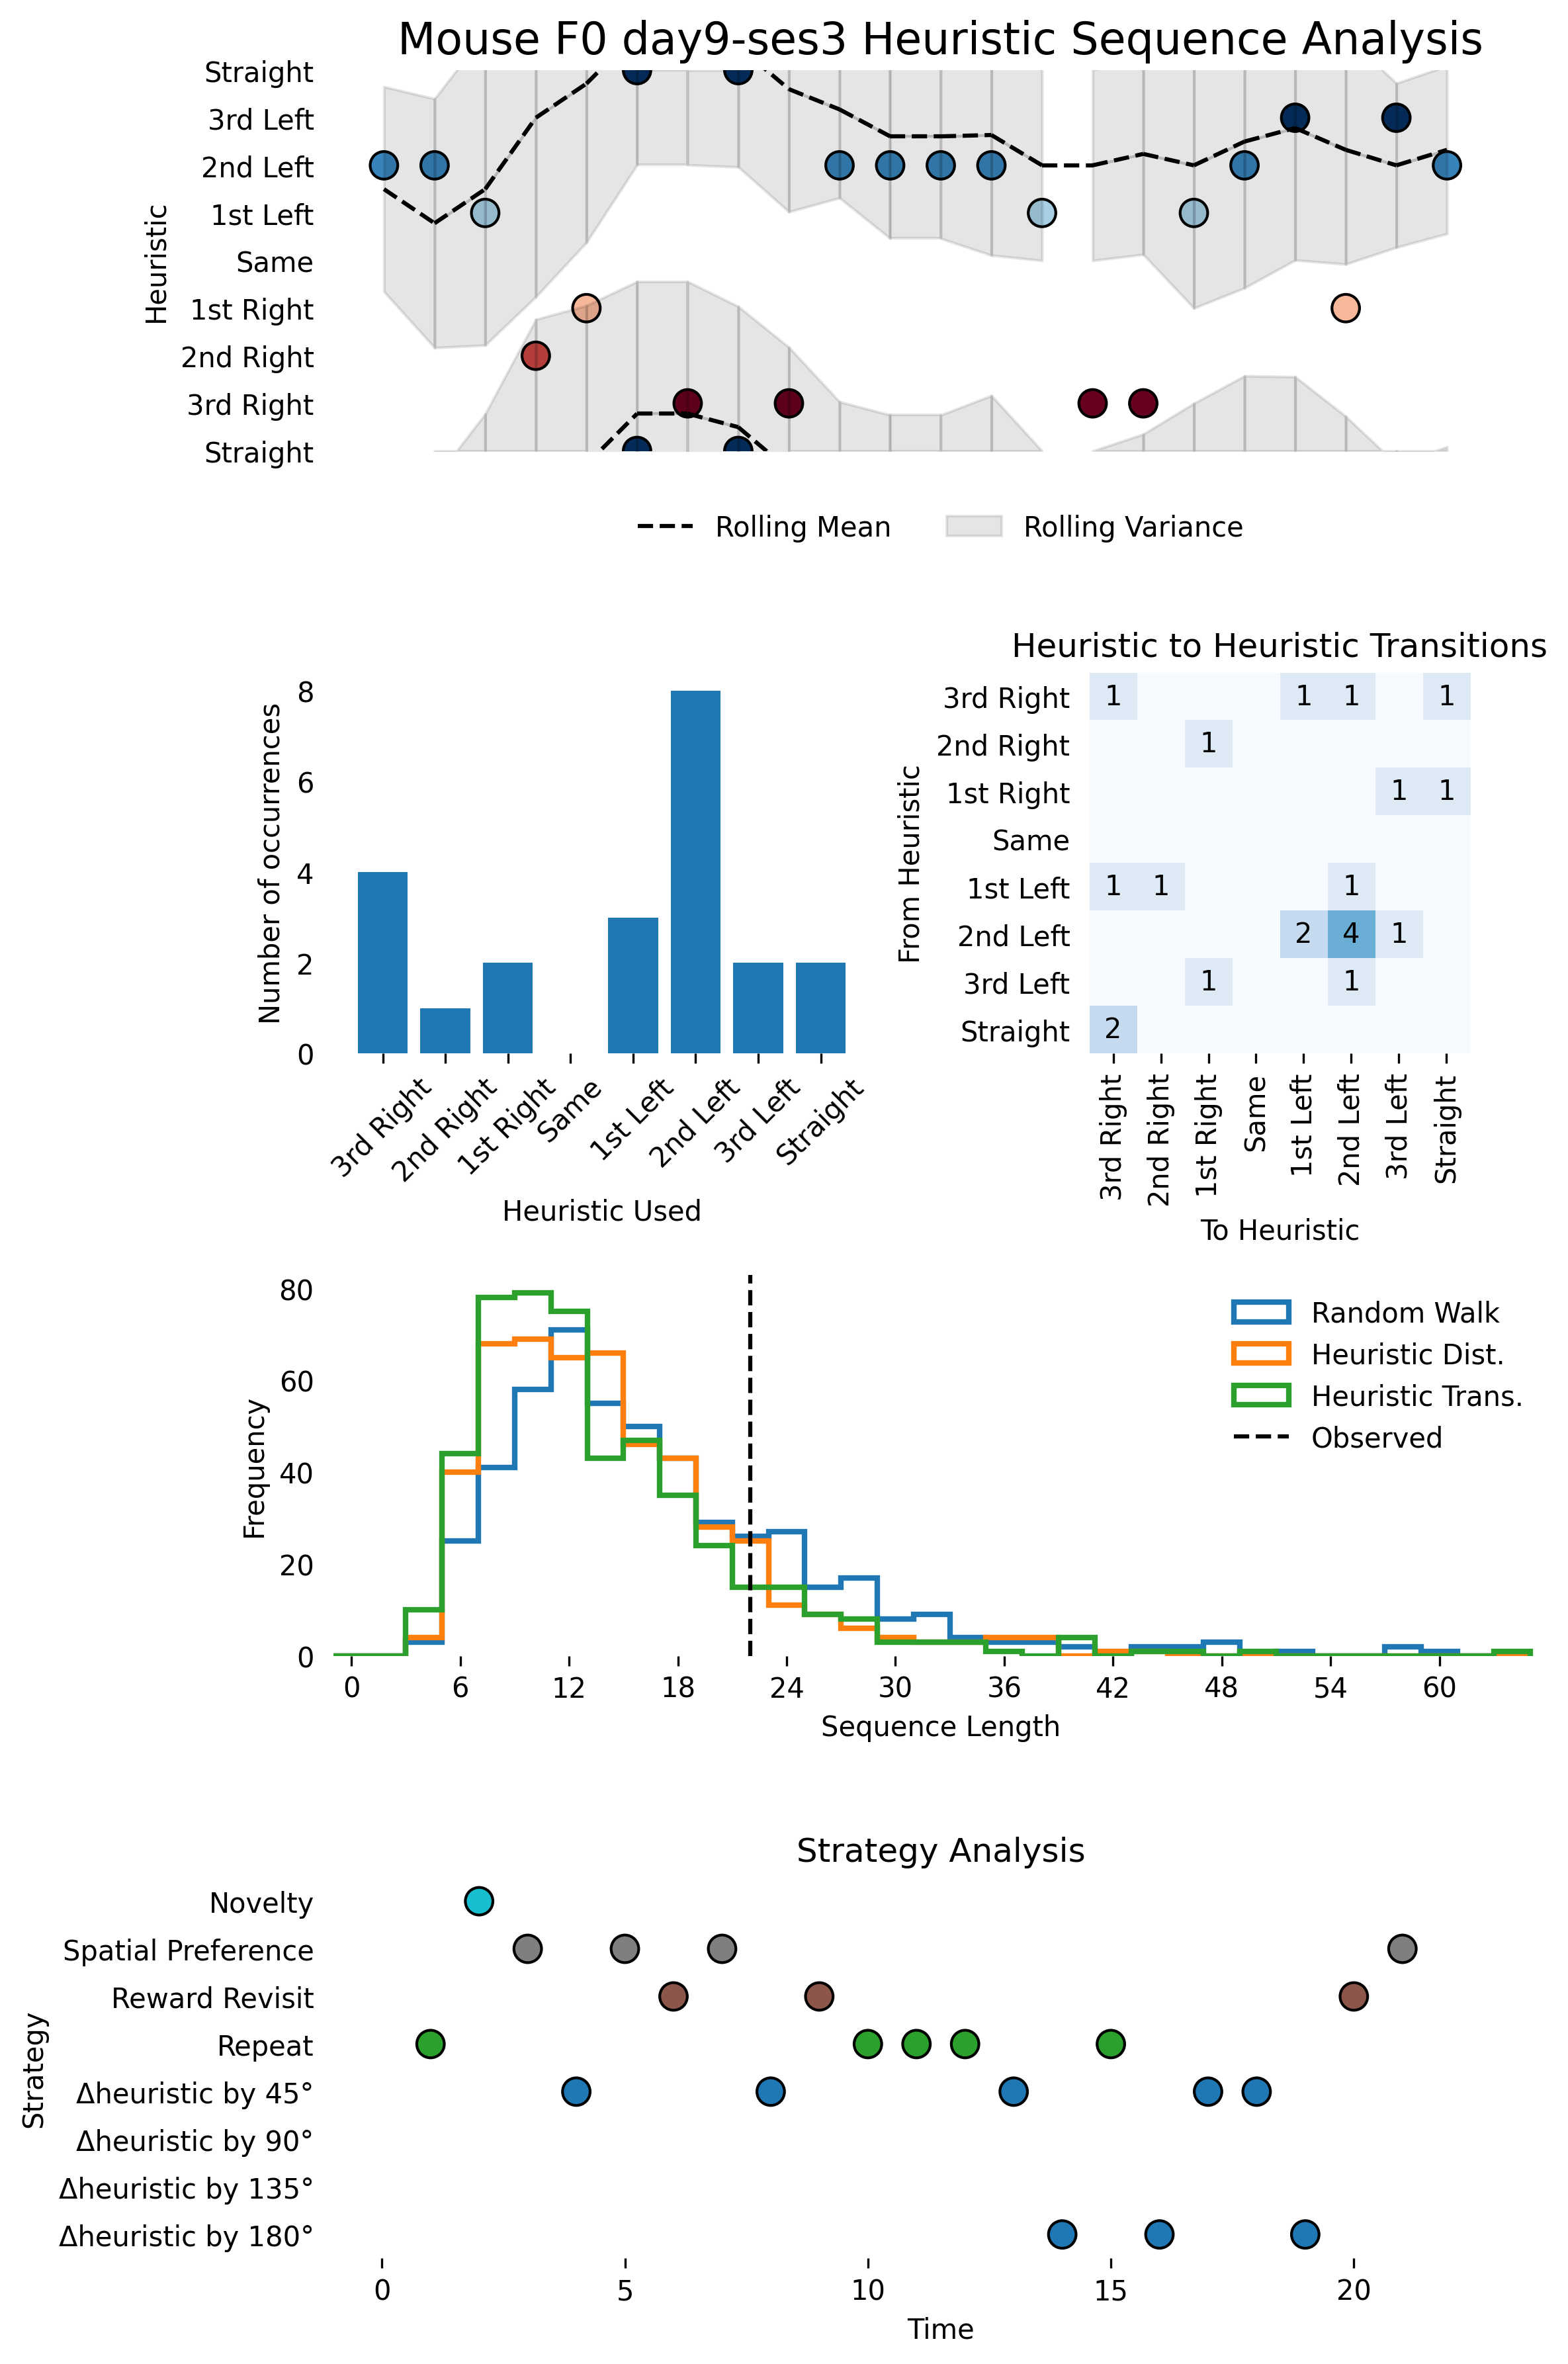 Mouse F0 day9-ses3 Heuristic Sequence Analysis
Heuristic
Straight
3rd Left
2nd Left
1st Left
Same
1st Right
2nd Right
3rd Right
Straight
Rolling Mean
Rolling Variance
Number of occurrences
8
6
4
2
0
3rd Right
2nd Right
1st Right
Same
1st Left
2nd Left
3rd Left
Straight
Heuristic Used
Heuristic to Heuristic Transitions
From Heuristic
3rd Right 1 1 1 1
2nd Right 1
1st Right 1 1
Same
1st Left 1 1 1
2nd Left 2 4 1
3rd Left 1 1
Straight 2
3rd Right
2nd Right
1st Right
Same
1st Left
2nd Left
3rd Left
Straight
To Heuristic
Frequency
80
60
40
20
0
0 6 12 18 24 30 36 42 48 54 60
Sequence Length
Random Walk
Heuristic Dist.
Heuristic Trans.
Observed
Strategy Analysis
Strategy
Novelty
Spatial Preference
Reward Revisit
Repeat
Δheuristic by 45°
Δheuristic by 90°
Δheuristic by 135°
Δheuristic by 180°
0 5 10 15 20
Time